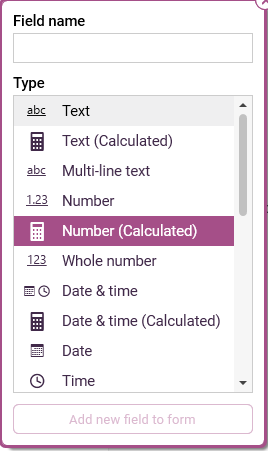 Field name
Type
abc Text
Text (Calculated)
abc Multi-line text
1.23 Number
Number (Calculated)
123 Whole number
Date & time
Date & time (Calculated)
Date
Time
Add new field to form